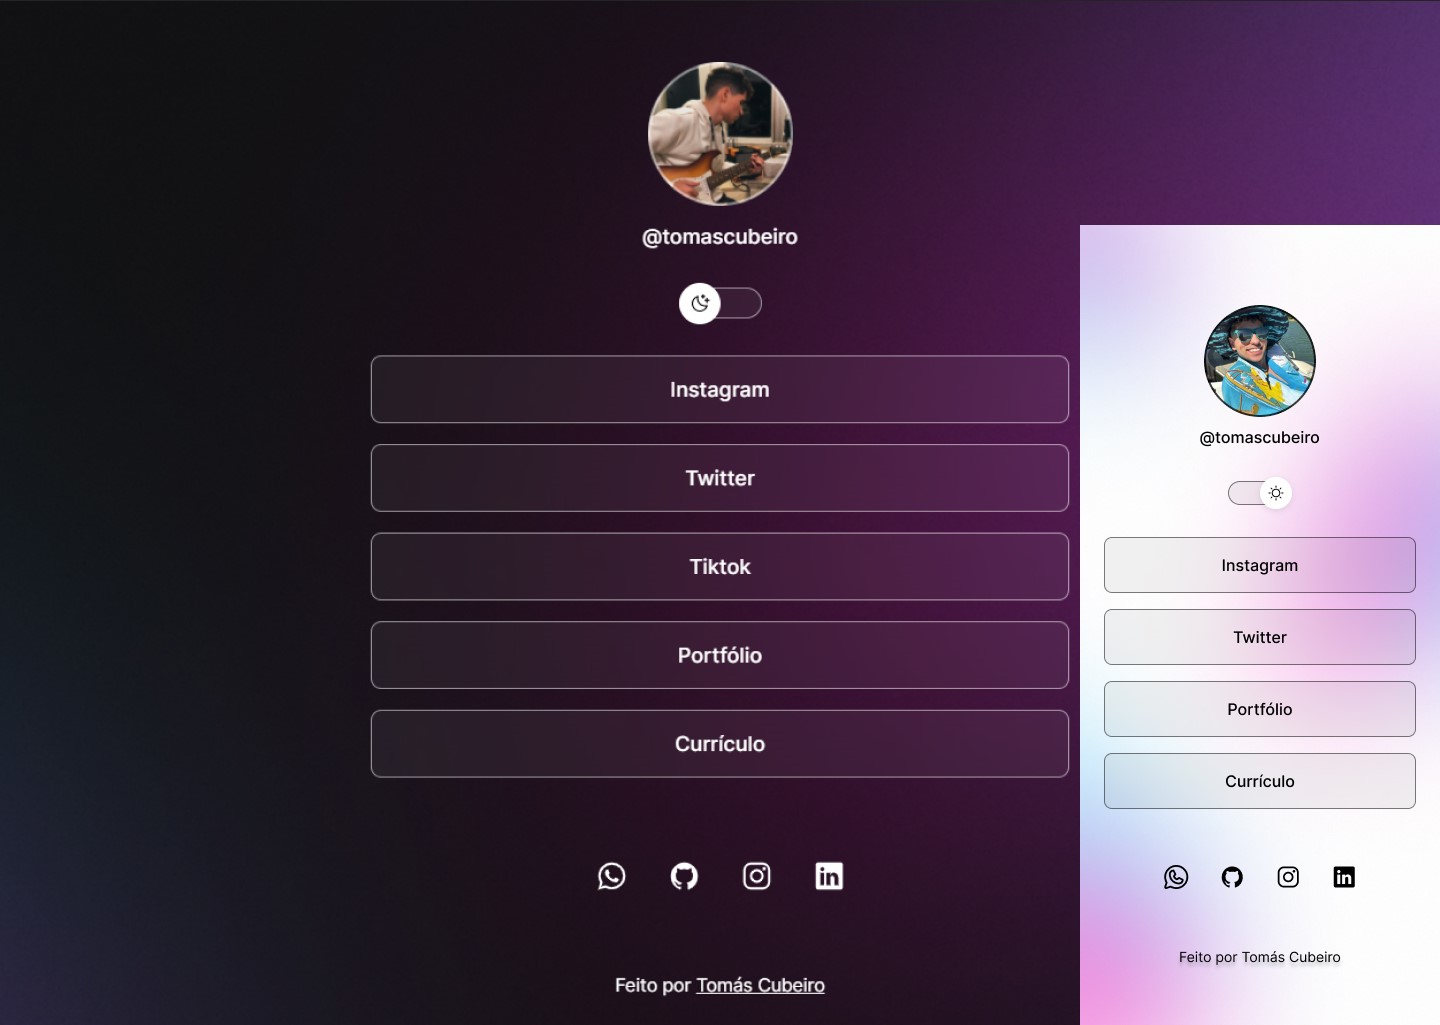 @tomascubeiro
Instagram
Twitter
Tiktok
Portfólio
Currículo
Feito por Tomás Cubeiro
@tomascubeiro
Instagram
Twitter
Portfólio
Currículo
Feito por Tomás Cubeiro